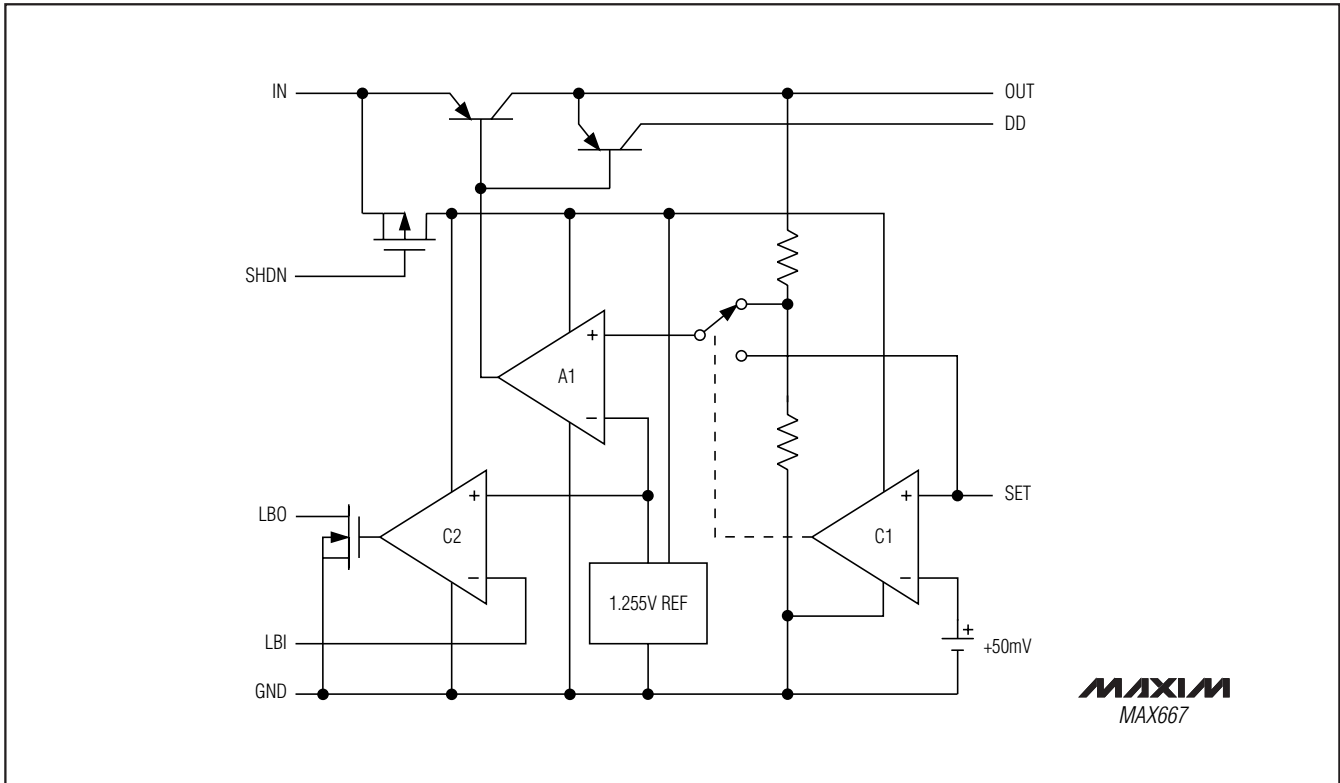 IN
OUT
DD
SHDN
+
A1
−
+
SET
+
LBO
C2
C1
−
−
1.255V REF
+
LBI
+50mV
GND
MAXIM
MAX667